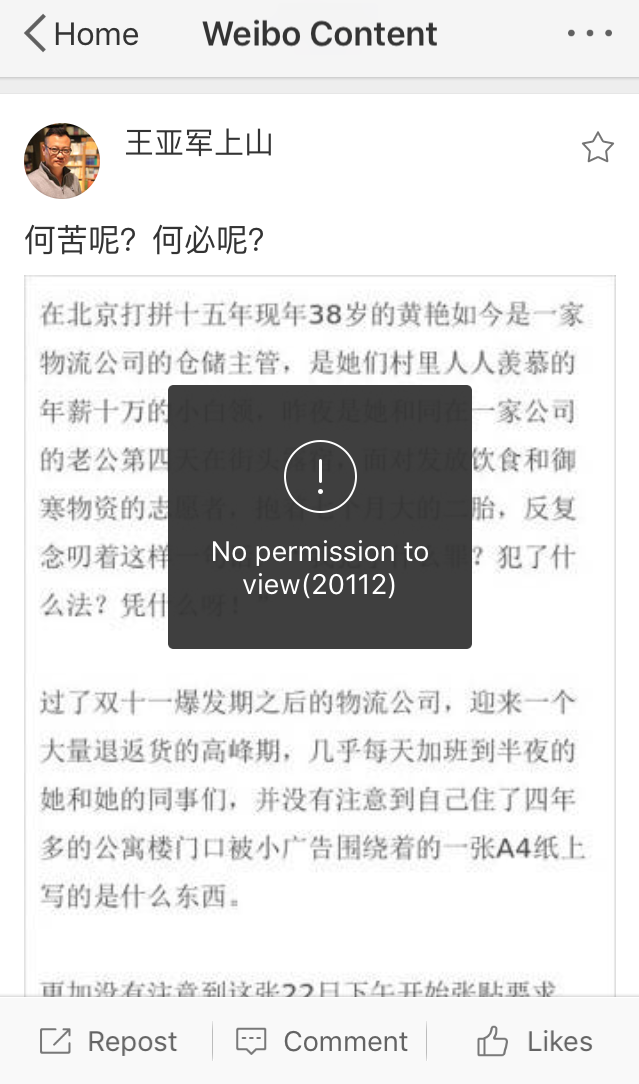 Home
Weibo Content
王亚军上山
何苦呢？何必呢？
在北京打拼十五年现年38岁的黄艳如今是一家
物流公司的仓储主管，是她们村里人人羡慕的
年薪十万的小白领，昨夜是她和同在一家公司
的老公第四天在街头露宿，面对发放饮食和御
寒物资的志愿者，抱着
月大的二胎，反复
念叨着这样一
？犯了什
么法？凭什么呀！
No permission to
view(20112)
过了双十一爆发期之后的物流公司，迎来一个
大量退返货的高峰期，几乎每天加班到半夜的
她和她的同事们，并没有注意到自己住了四年
多的公寓楼门口被小广告围绕着的一张A4纸上
写的是什么东西。
更加没有注意到这张22日下午开始张贴要求
Repost
Comment
Likes